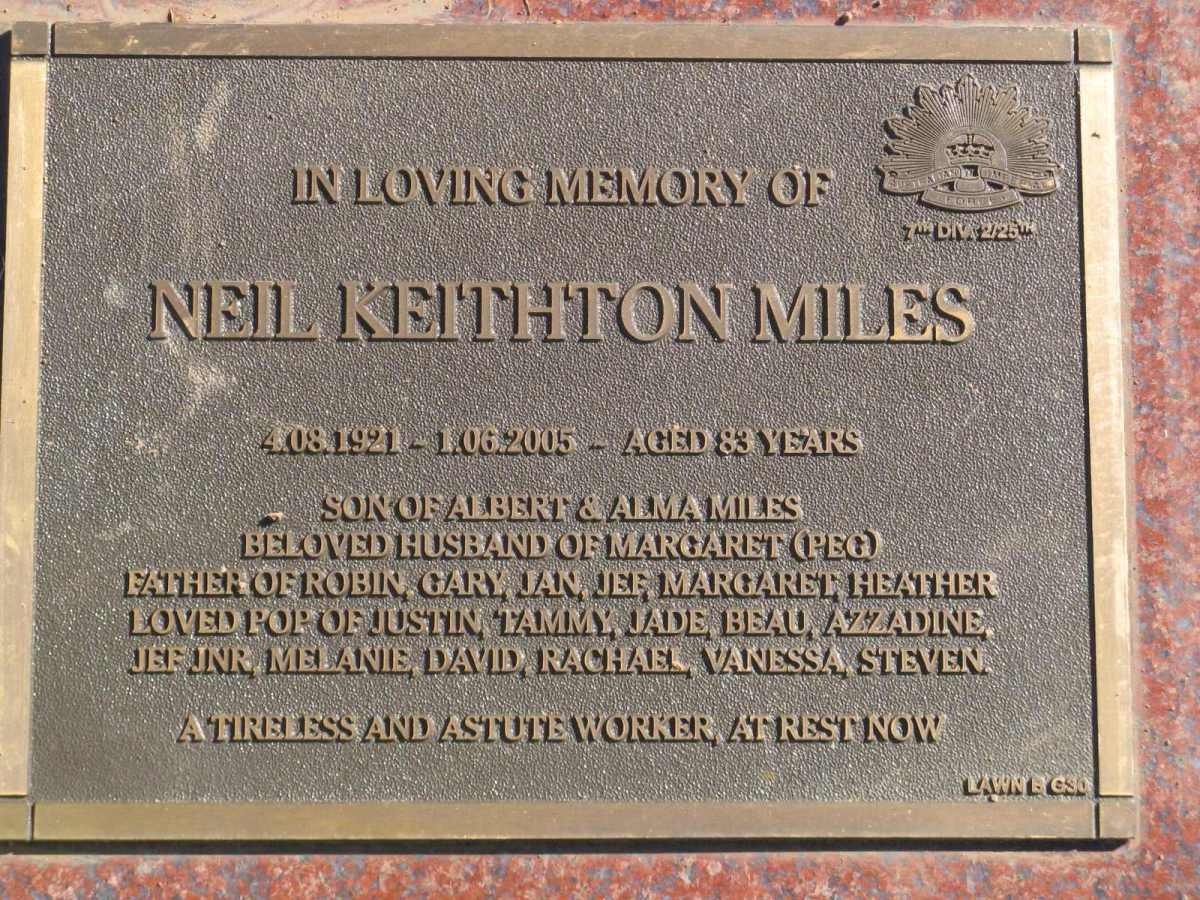 IN LOVING MEMORY OF
7TH DIV. 2/25TH
NEIL KEITHTON MILES
4.08.1921 - 1.06.2005 - AGED 83 YEARS
SON OF ALBERT & ALMA MILES
BELOVED HUSBAND OF MARGARET (PEG)
FATHER OF ROBIN, GARY, JAN, JEF, MARGARET, HEATHER
LOVED POP OF JUSTIN, TAMMY, JADE, BEAU, AZZADINE,
JEF JNR, MELANIE, DAVID, RACHAEL, VANESSA, STEVEN.
A TIRELESS AND ASTUTE WORKER, AT REST NOW
LAWN G30